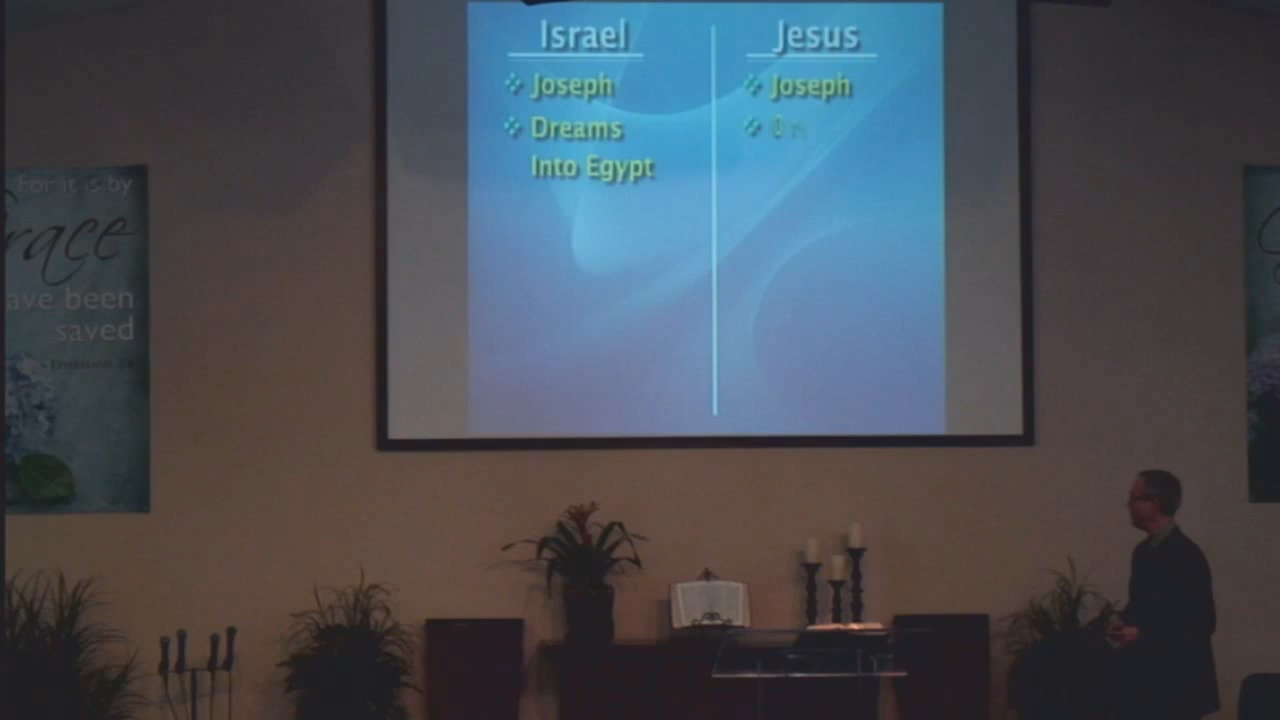 Israel
Joseph
Dreams
Into Egypt
Jesus
Joseph
For it is by
race
ave been
saved